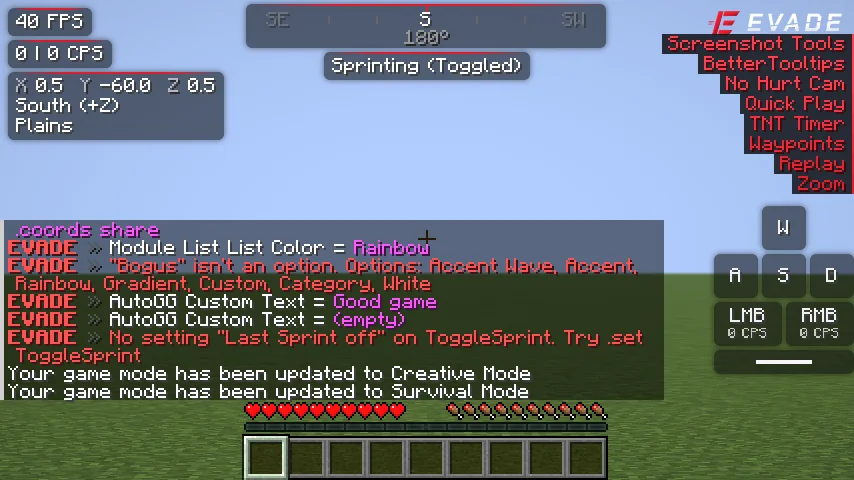 40 FPS
0 | 0 CPS
X 0.5 Y -60.0 Z 0.5
South (+Z)
Plains
SE S SW
180°
Sprinting (Toggled)
EVADE
Screenshot Tools
BetterTooltips
No Hurt Cam
Quick Play
TNT Timer
Waypoints
Replay
Zoom
.coords share
EVADE » Module List List Color = Rainbow
EVADE » "Bogus" isn't an option. Options: Accent Wave, Accent,
Rainbow, Gradient, Custom, Category, White
EVADE » AutoGG Custom Text = Good game
EVADE » AutoGG Custom Text = (empty)
EVADE » No setting "Last Sprint off" on ToggleSprint. Try .set
ToggleSprint
Your game mode has been updated to Creative Mode
Your game mode has been updated to Survival Mode
W
A S D
LMB RMB
0 CPS 0 CPS